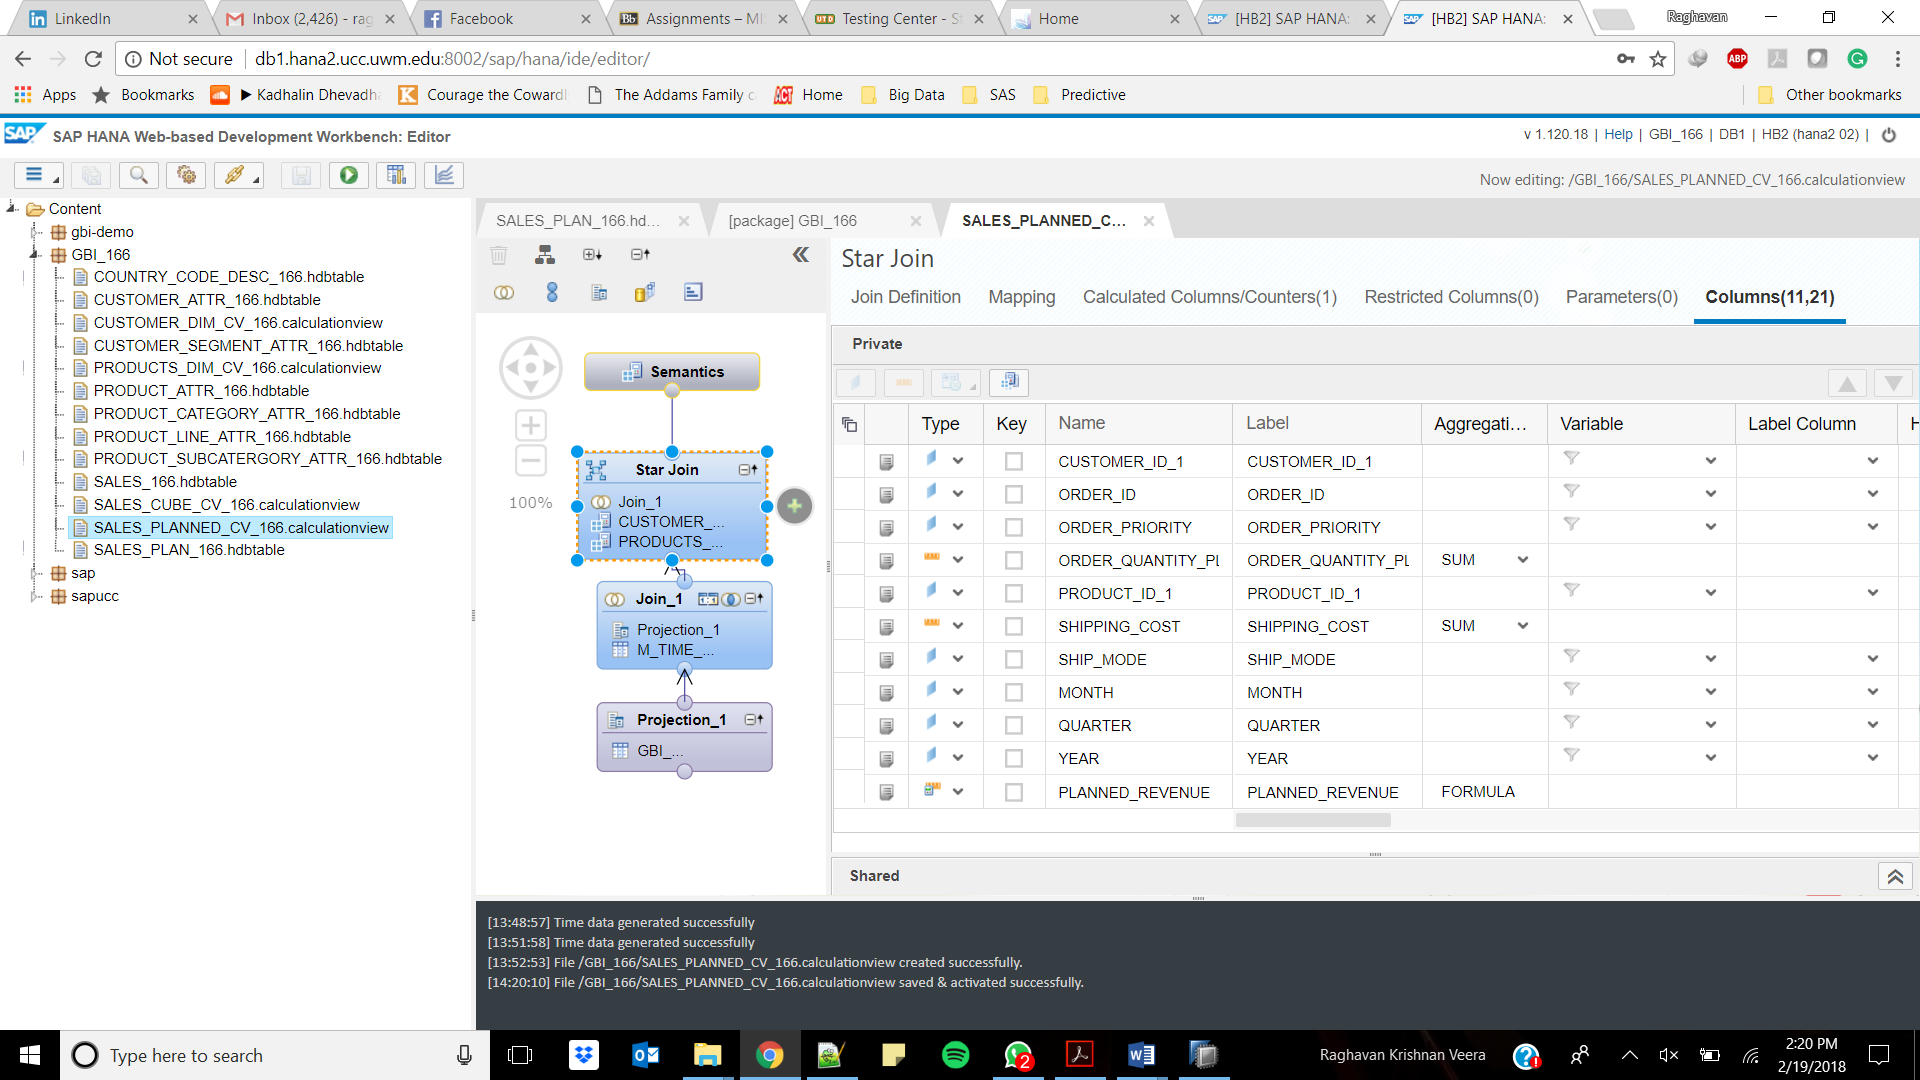 LinkedIn
Inbox (2,426) - rag
Facebook
Assignments – MI
Testing Center - S
Home
[HB2] SAP HANA:
[HB2] SAP HANA:
Raghavan
Not secure
db1.hana2.ucc.uwm.edu:8002/sap/hana/ide/editor/
Apps
Bookmarks
Kadhalin Dhevadha
Courage the Coward
The Addams Family
Home
Big Data
SAS
Predictive
Other bookmarks
SAP HANA Web-based Development Workbench: Editor
v 1.120.18 | Help | GBI_166 | DB1 | HB2 (hana2 02) |
Now editing: /GBI_166/SALES_PLANNED_CV_166.calculationview
Content
gbi-demo
GBI_166
COUNTRY_CODE_DESC_166.hdbtable
CUSTOMER_ATTR_166.hdbtable
CUSTOMER_DIM_CV_166.calculationview
CUSTOMER_SEGMENT_ATTR_166.hdbtable
PRODUCTS_DIM_CV_166.calculationview
PRODUCT_ATTR_166.hdbtable
PRODUCT_CATEGORY_ATTR_166.hdbtable
PRODUCT_LINE_ATTR_166.hdbtable
PRODUCT_SUBCATERGORY_ATTR_166.hdbtable
SALES_166.hdbtable
SALES_CUBE_CV_166.calculationview
SALES_PLANNED_CV_166.calculationview
SALES_PLAN_166.hdbtable
sap
sapucc
SALES_PLAN_166.hd...
[package] GBI_166
SALES_PLANNED_C...
100%
Semantics
Star Join
Join_1
CUSTOMER_...
PRODUCTS_...
Join_1
Projection_1
M_TIME_...
Projection_1
GBI_...
Star Join
Join Definition
Mapping
Calculated Columns/Counters(1)
Restricted Columns(0)
Parameters(0)
Columns(11,21)
Private
Type Key Name Label Aggregati... Variable Label Column H
CUSTOMER_ID_1 CUSTOMER_ID_1
ORDER_ID ORDER_ID
ORDER_PRIORITY ORDER_PRIORITY
ORDER_QUANTITY_PL ORDER_QUANTITY_PL SUM
PRODUCT_ID_1 PRODUCT_ID_1
SHIPPING_COST SHIPPING_COST SUM
SHIP_MODE SHIP_MODE
MONTH MONTH
QUARTER QUARTER
YEAR YEAR
PLANNED_REVENUE PLANNED_REVENUE FORMULA
Shared
[13:48:57] Time data generated successfully
[13:51:58] Time data generated successfully
[13:52:53] File /GBI_166/SALES_PLANNED_CV_166.calculationview created successfully.
[14:20:10] File /GBI_166/SALES_PLANNED_CV_166.calculationview saved & activated successfully.
Type here to search
2
Raghavan Krishnan Veera
2:20 PM
2/19/2018